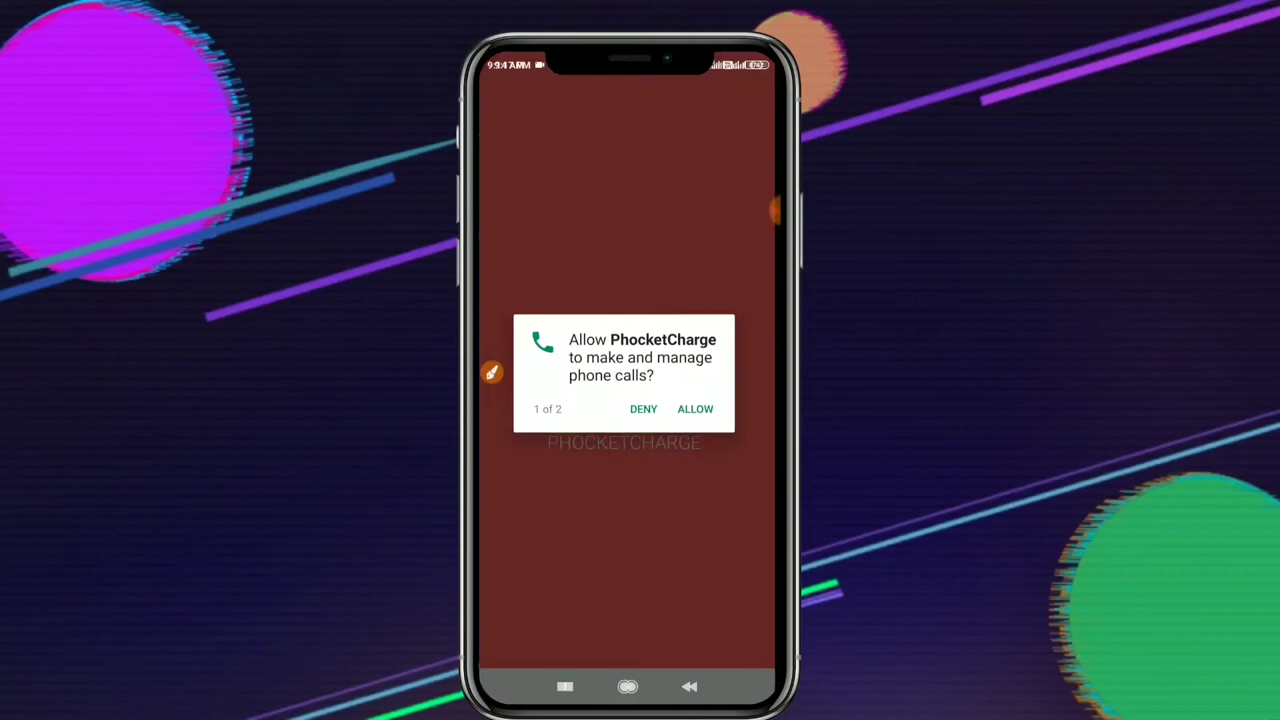 Allow PhocketCharge
to make and manage
phone calls?
1 of 2 DENY ALLOW
PHOCKETCHARGE